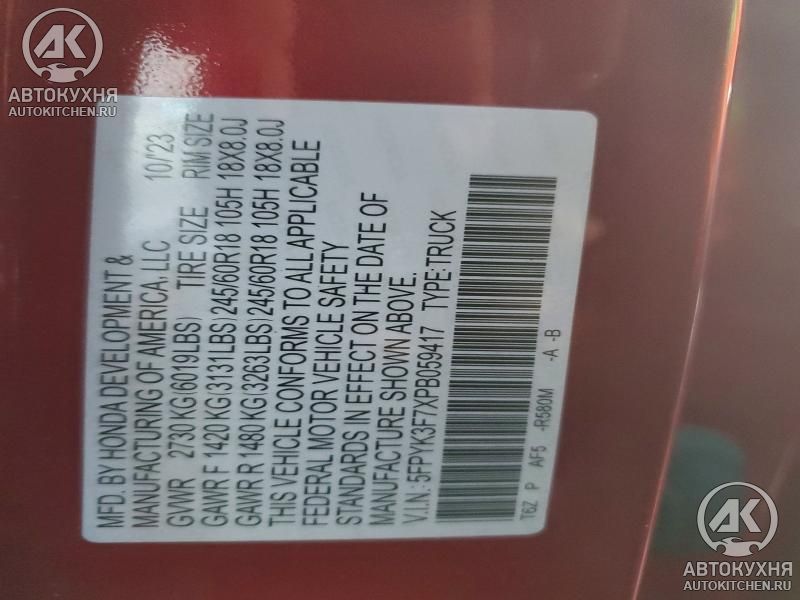 MFD. BY HONDA DEVELOPMENT &
MANUFACTURING OF AMERICA, LLC 10/'23
GVWR 2730 KG (6019LBS) TIRE SIZE RIM SIZE
GAWR F 1420 KG (3131LBS) 245/60R18 105H 18X8.0J
GAWR R 1480 KG (3263LBS) 245/60R18 105H 18X8.0J
THIS VEHICLE CONFORMS TO ALL APPLICABLE
FEDERAL MOTOR VEHICLE SAFETY
STANDARDS IN EFFECT ON THE DATE OF
MANUFACTURE SHOWN ABOVE.
V.I.N.: 5FPYK3F7XPB059417 TYPE: TRUCK
T6Z P AF5 -R580M -A -B
АК
АВТОКУХНЯ
AUTOKITCHEN.RU
АК
АВТОКУХНЯ
AUTOKITCHEN.RU